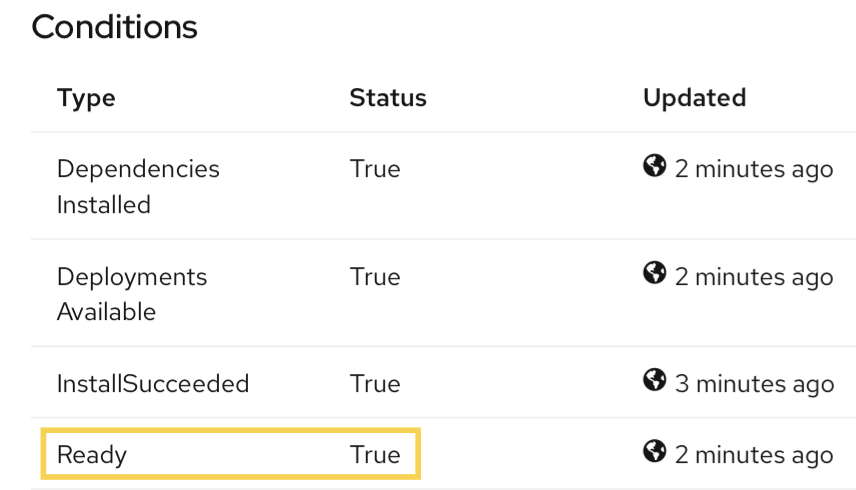 Conditions
Type Status Updated
Dependencies Installed True 2 minutes ago
Deployments Available True 2 minutes ago
InstallSucceeded True 3 minutes ago
Ready True 2 minutes ago